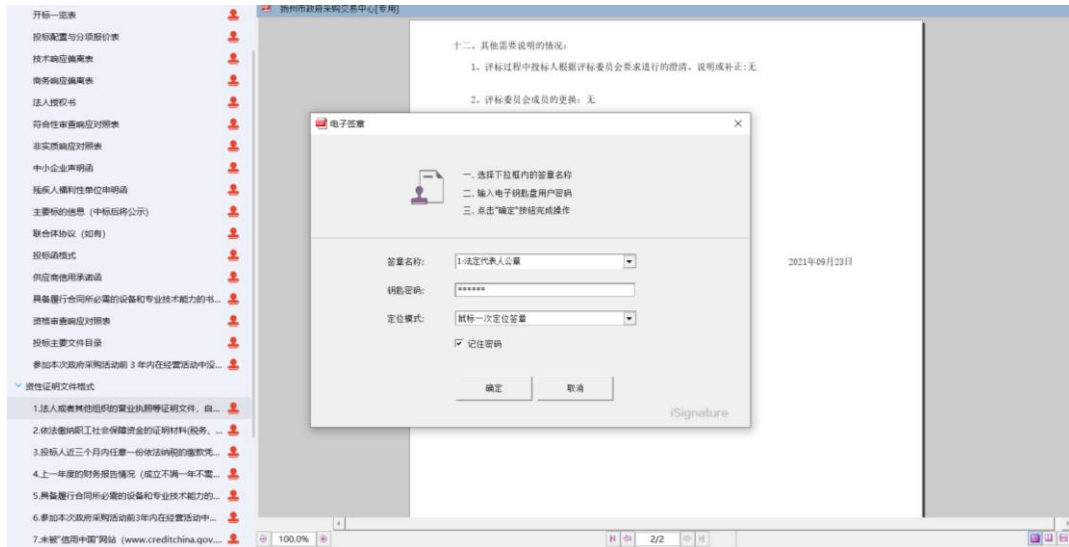 开标一览表
投标配置与分项报价表
技术响应偏离表
商务响应偏离表
法人授权书
符合性审查响应对照表
非实质响应对照表
中小企业声明函
残疾人福利性单位申明函
主要标的信息（中标后将公示）
联合体协议（如有）
投标函格式
供应商信用承诺函
具备履行合同所必需的设备和专业技术能力的书...
资格审查响应对照表
投标主要文件目录
参加本次政府采购活动前 3 年内在经营活动中没...
资性证明文件格式
1.法人或者其他组织的营业执照等证明文件，自...
2.依法缴纳职工社会保障资金的证明材料(税务、...
3.投标人近三个月内任意一份依法纳税的缴款凭...
4.上一年度的财务报告情况（成立不满一年不需...
5.具备履行合同所必需的设备和专业技术能力的...
6.参加本次政府采购活动前3年内在经营活动中...
7.未被“信用中国”网站（www.creditchina.gov....
扬州市政府采购交易中心[专用]
十二、其他需要说明的情况:
1、评标过程中投标人根据评标委员会要求进行的澄清、说明或补正:无
2、评标委员会成员的更换: 无
电子签章
一. 选择下拉框内的签章名称
二. 输入电子钥匙盘用户密码
三. 点击"确定"按钮完成操作
签章名称: 1-法定代表人公章
钥匙密码: ******
定位模式: 鼠标一次定位签章
记住密码
确定 取消
iSignature
2021年09月23日
100.0% 2/2